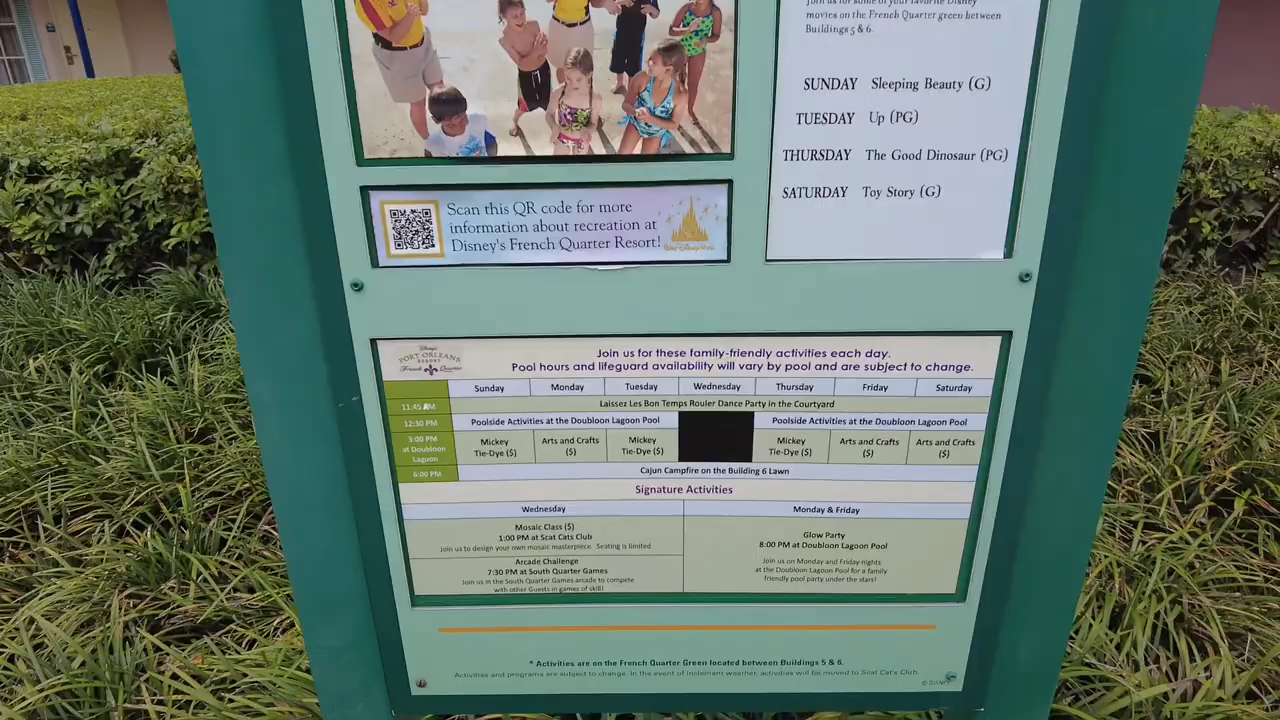 Join us for some of your favorite Disney
movies on the French Quarter green between
Buildings 5 & 6.
SUNDAY Sleeping Beauty (G)
TUESDAY Up (PG)
THURSDAY The Good Dinosaur (PG)
SATURDAY Toy Story (G)
Scan this QR code for more
information about recreation at
Disney's French Quarter Resort!
Walt Disney World
Disney's
PORT ORLEANS
RESORT
French Quarter
Join us for these family-friendly activities each day.
Pool hours and lifeguard availability will vary by pool and are subject to change.
Sunday Monday Tuesday Wednesday Thursday Friday Saturday
11:45 AM Laissez Les Bon Temps Rouler Dance Party in the Courtyard
12:30 PM Poolside Activities at the Doubloon Lagoon Pool Poolside Activities at the Doubloon Lagoon Pool
3:00 PM
at Doubloon
Lagoon
Mickey
Tie-Dye ($)
Arts and Crafts
($)
Mickey
Tie-Dye ($)
Mickey
Tie-Dye ($)
Arts and Crafts
($)
Arts and Crafts
($)
6:00 PM Cajun Campfire on the Building 6 Lawn
Signature Activities
Wednesday
Mosaic Class ($)
1:00 PM at Scat Cats Club
Join us to design your own mosaic masterpiece. Seating is limited
Arcade Challenge
7:30 PM at South Quarter Games
Join us in the South Quarter Games arcade to compete
with other Guests in games of skill!
Monday & Friday
Glow Party
8:00 PM at Doubloon Lagoon Pool
Join us on Monday and Friday nights
at the Doubloon Lagoon Pool for a family
friendly pool party under the stars!
* Activities are on the French Quarter Green located between Buildings 5 & 6.
Activities and programs are subject to change. In the event of inclement weather, activities will be moved to Scat Cat's Club.
© DISNEY